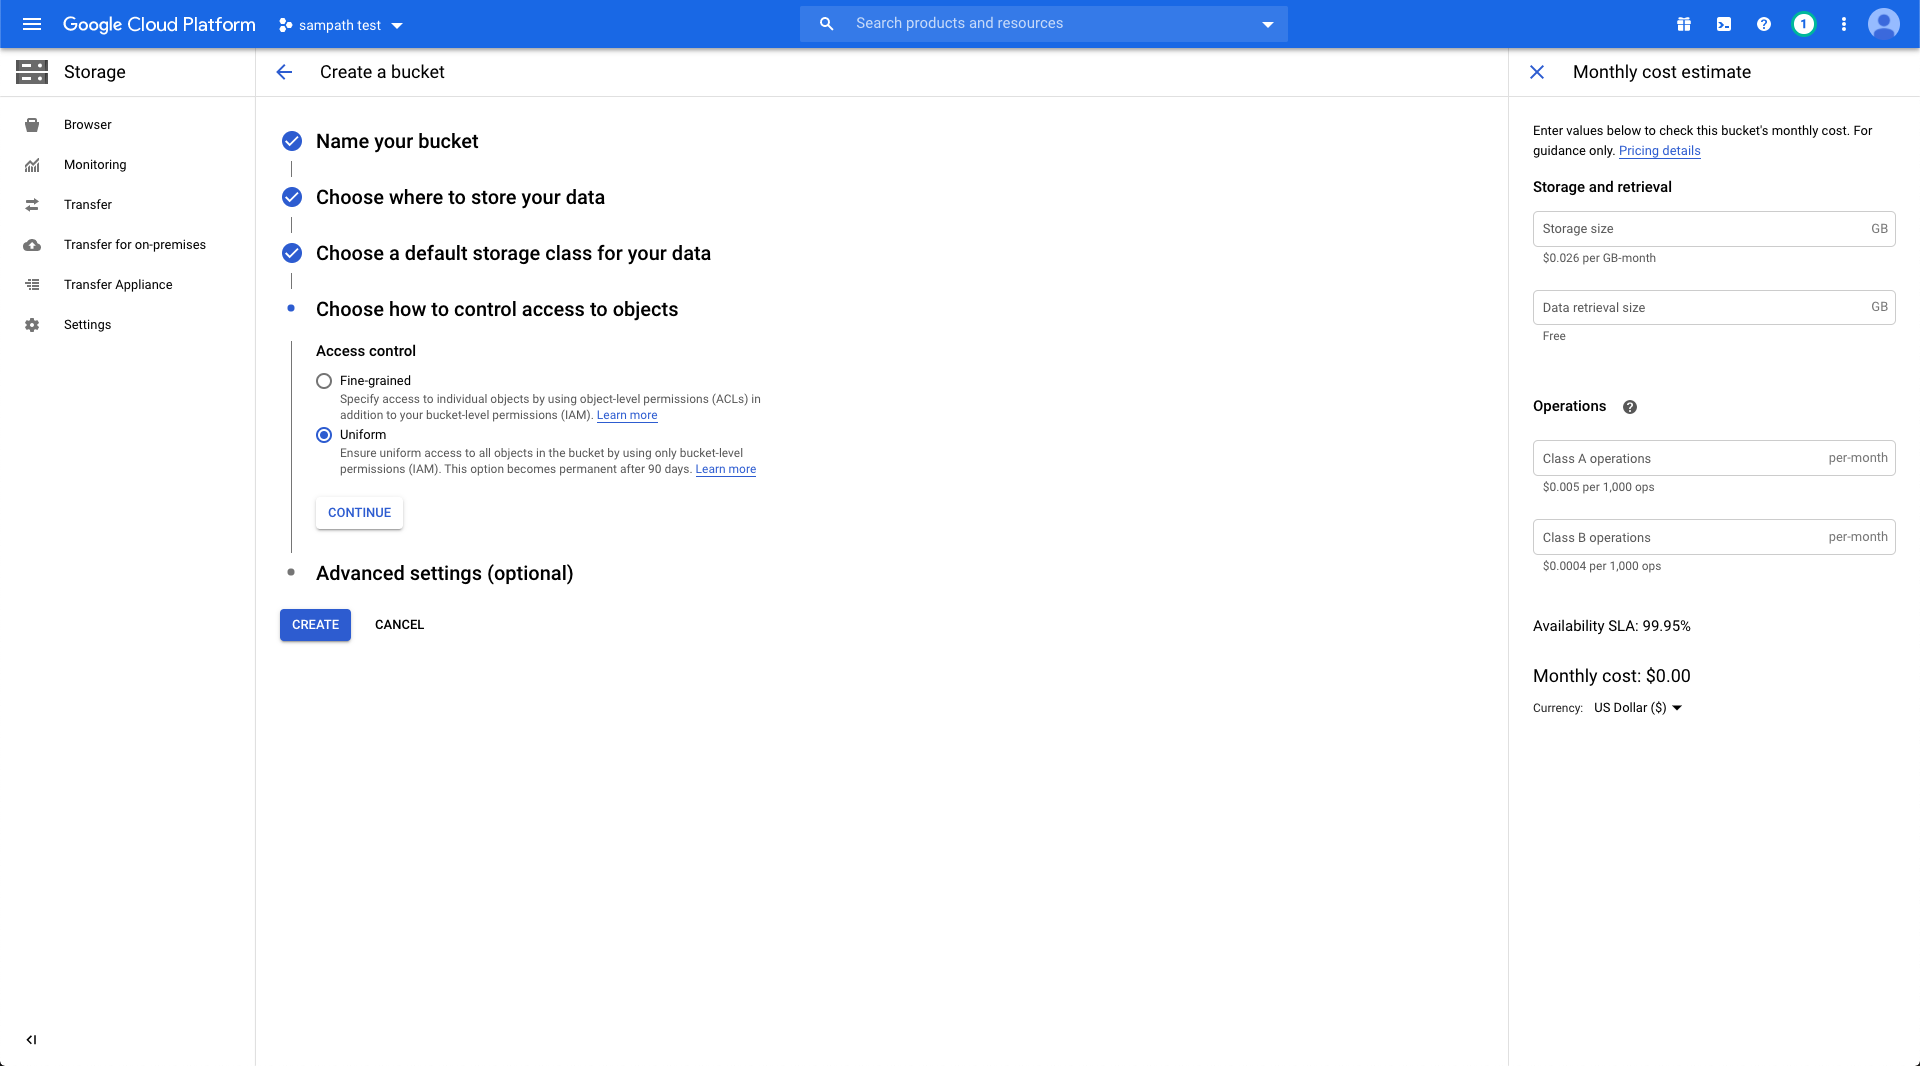 Google Cloud Platform
sampath test
Search products and resources
1
Storage
Browser
Monitoring
Transfer
Transfer for on-premises
Transfer Appliance
Settings
Create a bucket
Name your bucket
Choose where to store your data
Choose a default storage class for your data
Choose how to control access to objects
Access control
Fine-grained
Specify access to individual objects by using object-level permissions (ACLs) in
addition to your bucket-level permissions (IAM). Learn more
Uniform
Ensure uniform access to all objects in the bucket by using only bucket-level
permissions (IAM). This option becomes permanent after 90 days. Learn more
CONTINUE
Advanced settings (optional)
CREATE CANCEL
Monthly cost estimate
Enter values below to check this bucket's monthly cost. For
guidance only. Pricing details
Storage and retrieval
Storage size GB
$0.026 per GB-month
Data retrieval size GB
Free
Operations
Class A operations per-month
$0.005 per 1,000 ops
Class B operations per-month
$0.0004 per 1,000 ops
Availability SLA: 99.95%
Monthly cost: $0.00
Currency: US Dollar ($)